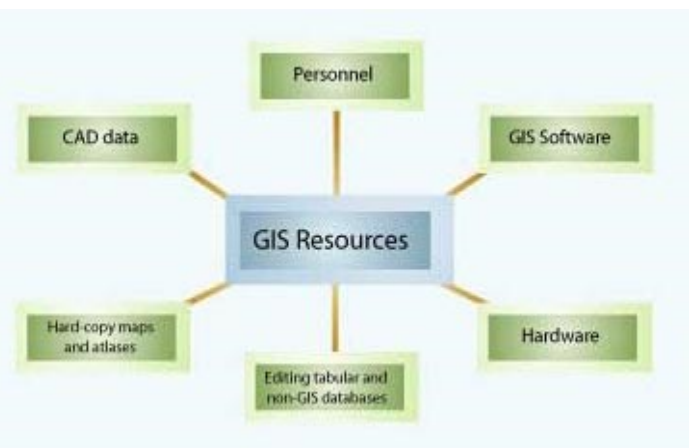 Personnel
CAD data
GIS Software
GIS Resources
Hard-copy maps
and atlases
Hardware
Editing tabular and
non-GIS databases